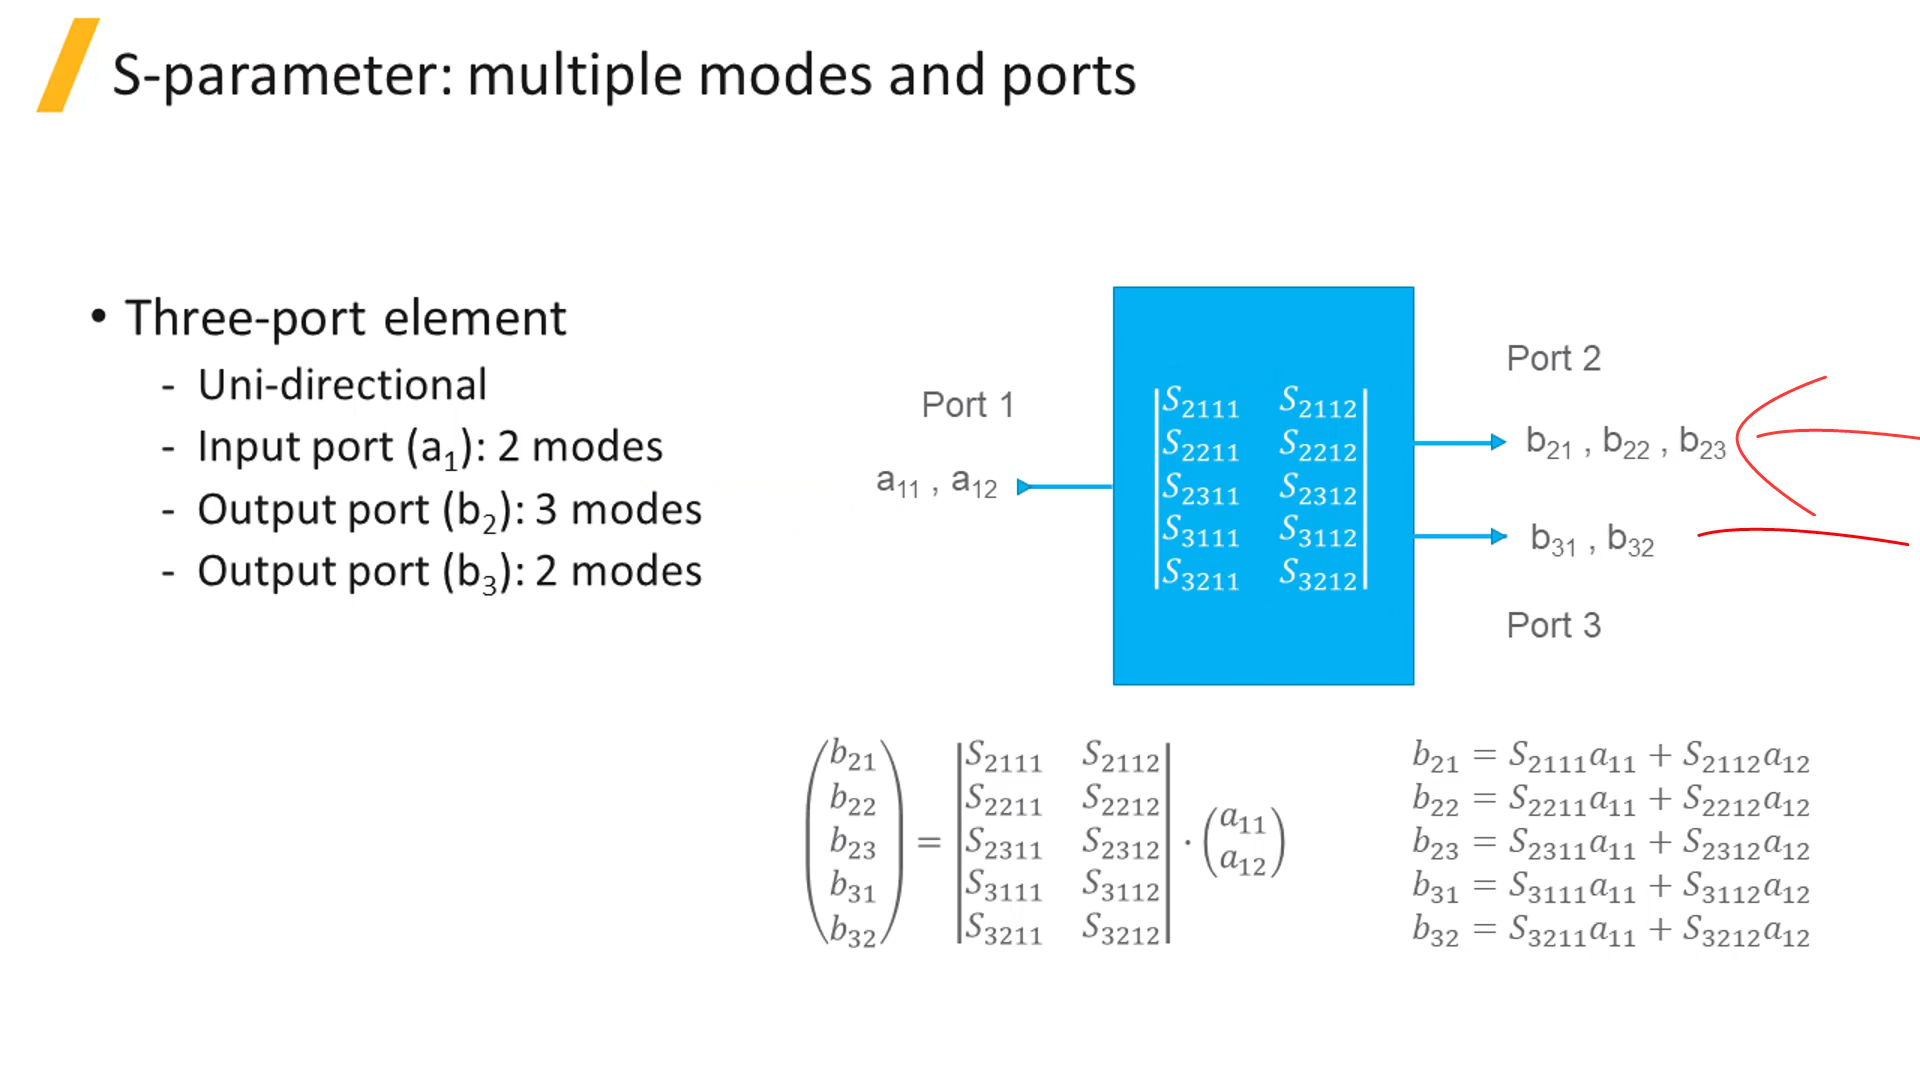 S-parameter: multiple modes and ports
• Three-port element
- Uni-directional
- Input port (a₁): 2 modes
- Output port (b₂): 3 modes
- Output port (b₃): 2 modes
Port 1
a₁₁ , a₁₂
S₂₁₁₁ S₂₁₁₂
S₂₂₁₁ S₂₂₁₂
S₂₃₁₁ S₂₃₁₂
S₃₁₁₁ S₃₁₁₂
S₃₂₁₁ S₃₂₁₂
Port 2
b₂₁ , b₂₂ , b₂₃
b₃₁ , b₃₂
Port 3
b₂₁ S₂₁₁₁ S₂₁₁₂
b₂₂ S₂₂₁₁ S₂₂₁₂ a₁₁
b₂₃ = S₂₃₁₁ S₂₃₁₂ ·
b₃₁ S₃₁₁₁ S₃₁₁₂ a₁₂
b₃₂ S₃₂₁₁ S₃₂₁₂
b₂₁ = S₂₁₁₁a₁₁ + S₂₁₁₂a₁₂
b₂₂ = S₂₂₁₁a₁₁ + S₂₂₁₂a₁₂
b₂₃ = S₂₃₁₁a₁₁ + S₂₃₁₂a₁₂
b₃₁ = S₃₁₁₁a₁₁ + S₃₁₁₂a₁₂
b₃₂ = S₃₂₁₁a₁₁ + S₃₂₁₂a₁₂